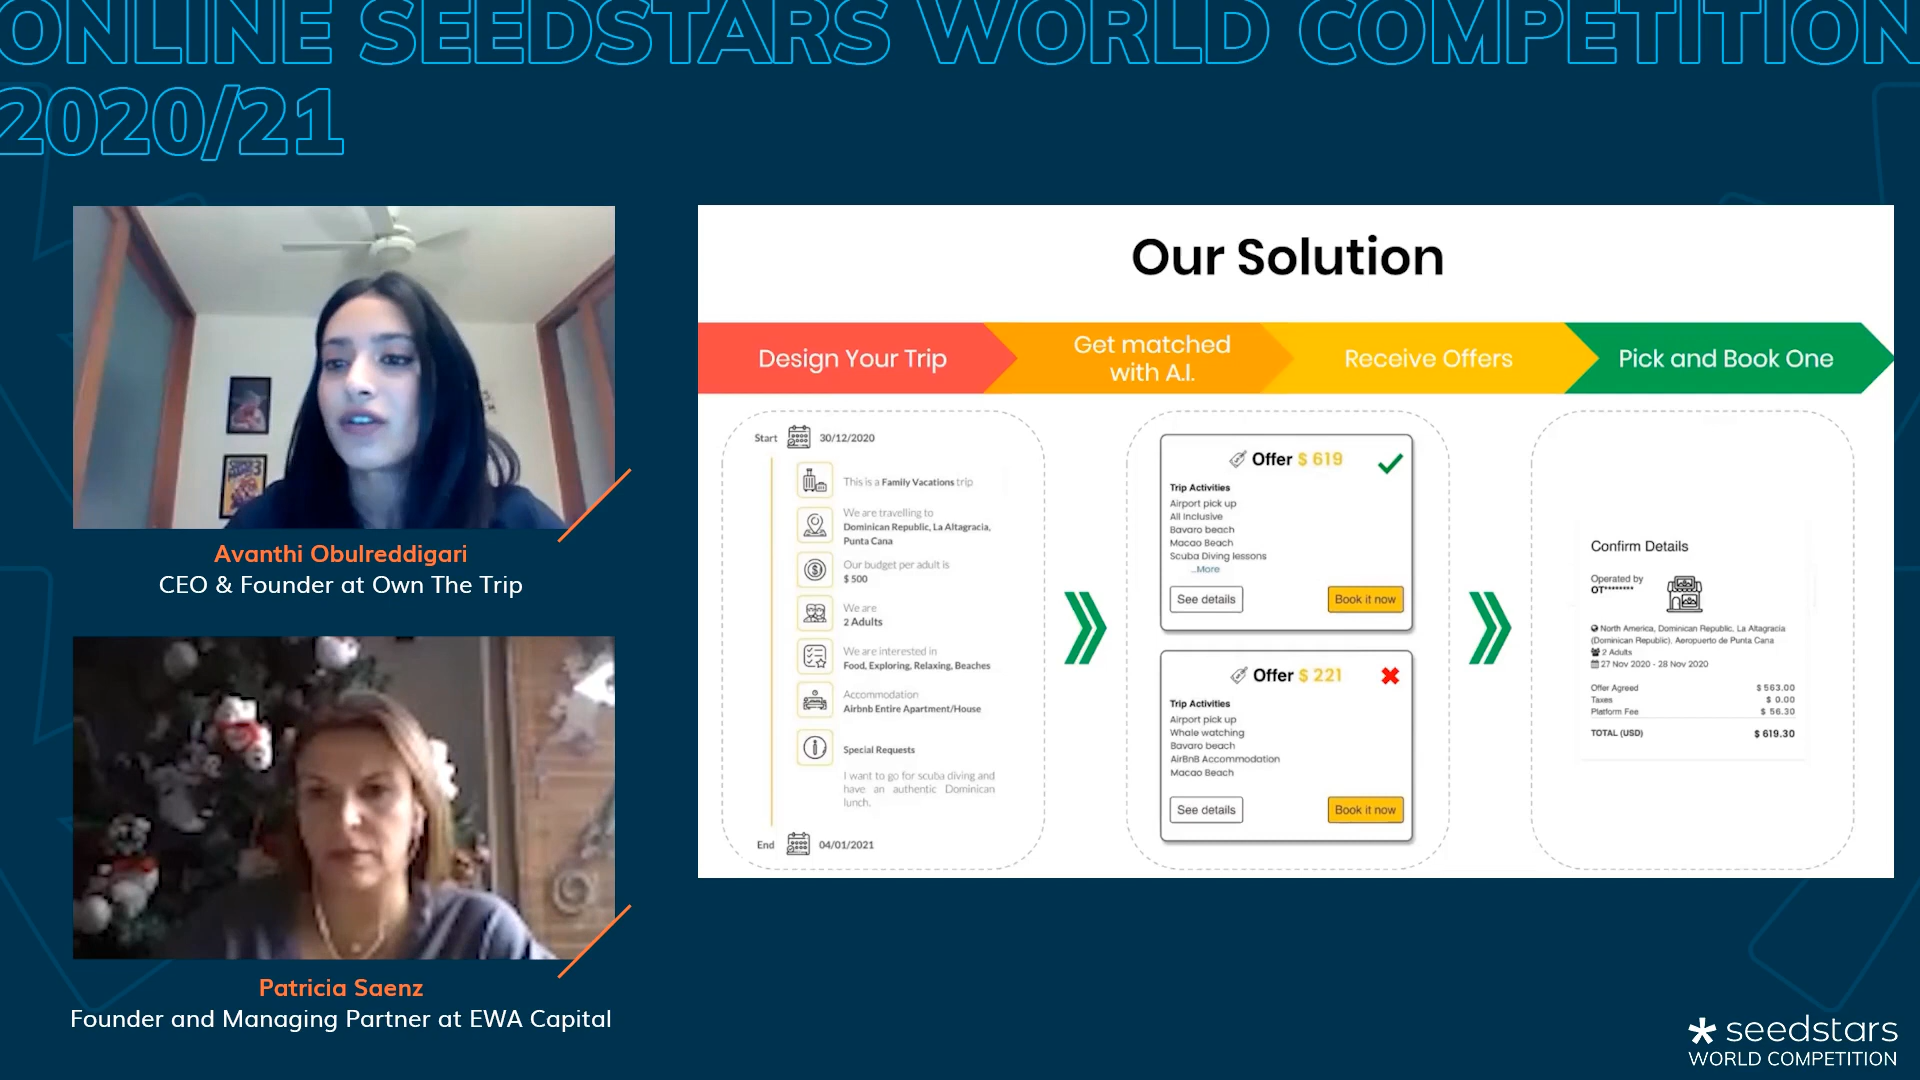 ONLINE SEEDSTARS WORLD COMPETITION
2020/21
Avanthi Obulreddigari
CEO & Founder at Own The Trip
Patricia Saenz
Founder and Managing Partner at EWA Capital
Our Solution
Design Your Trip
Get matched
with A.I.
Receive Offers
Pick and Book One
Start 30/12/2020
This is a Family Vacations trip
We are travelling to
Dominican Republic, La Altagracia,
Punta Cana
Our budget per adult is
$ 500
We are
2 Adults
We are interested in
Food, Exploring, Relaxing, Beaches
Accommodation
Airbnb Entire Apartment/House
Special Requests
I want to go for scuba diving and
have an authentic Dominican
lunch.
End 04/01/2021
Offer $ 619
Trip Activities
Airport pick up
All Inclusive
Bavaro beach
Macao Beach
Scuba Diving lessons
...More
See details Book it now
Offer $ 221
Trip Activities
Airport pick up
Whale watching
Bavaro beach
AirBnB Accommodation
Macao Beach
See details Book it now
Confirm Details
Operated by
OT********
North America, Dominican Republic, La Altagracia
(Dominican Republic), Aeropuerto de Punta Cana
2 Adults
27 Nov 2020 - 28 Nov 2020
Offer Agreed $ 563.00
Taxes $ 0.00
Platform Fee $ 56.30
TOTAL (USD) $ 619.30
seedstars
WORLD COMPETITION